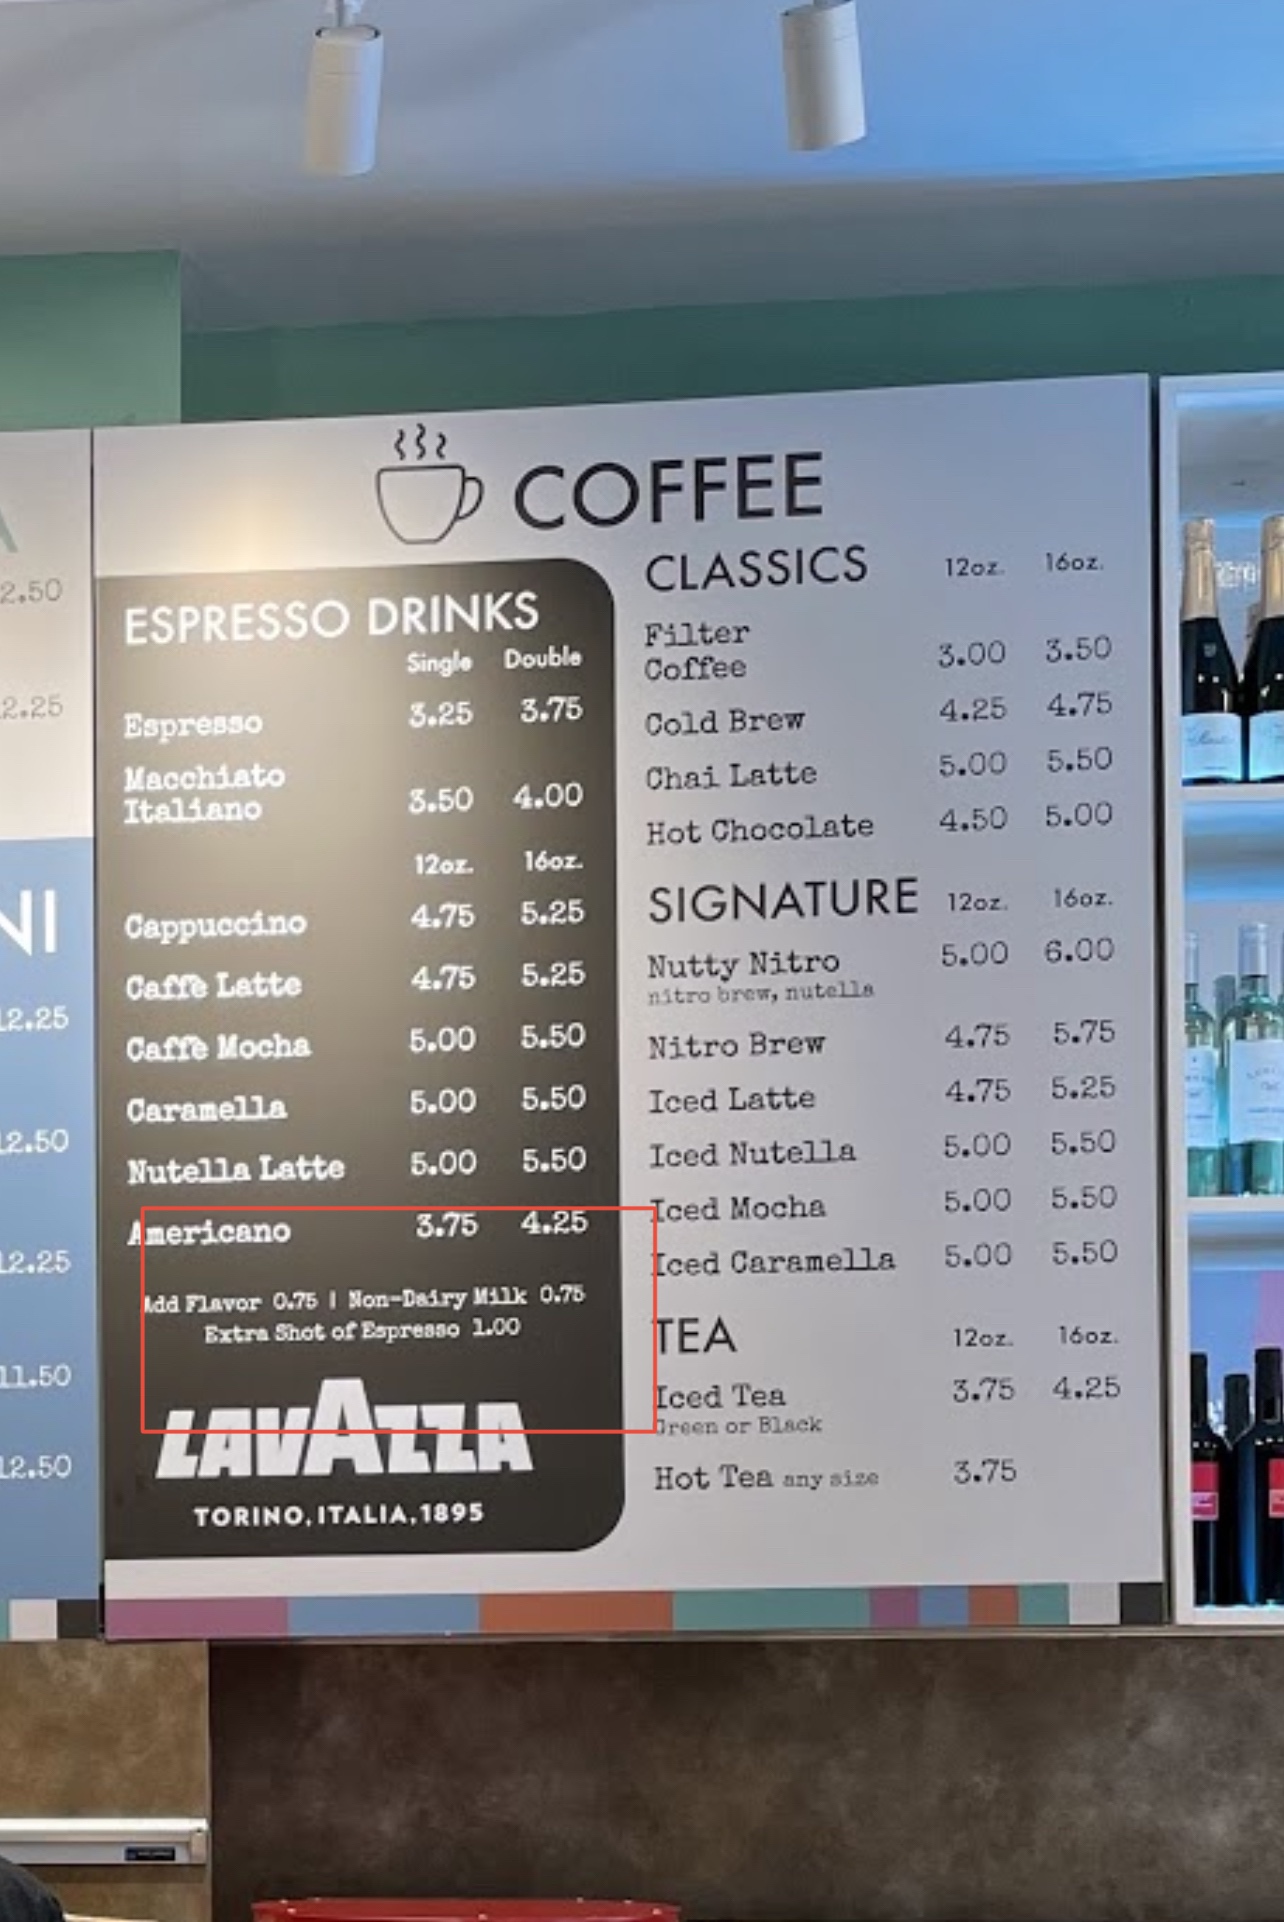 COFFEE
ESPRESSO DRINKS
Single Double
Espresso 3.25 3.75
Macchiato
Italiano 3.50 4.00
12oz. 16oz.
Cappuccino 4.75 5.25
Caffè Latte 4.75 5.25
Caffè Mocha 5.00 5.50
Caramella 5.00 5.50
Nutella Latte 5.00 5.50
Americano 3.75 4.25
Add Flavor 0.75 | Non-Dairy Milk 0.75
Extra Shot of Espresso 1.00
LAVAZZA
TORINO, ITALIA, 1895
CLASSICS 12oz. 16oz.
Filter
Coffee 3.00 3.50
Cold Brew 4.25 4.75
Chai Latte 5.00 5.50
Hot Chocolate 4.50 5.00
SIGNATURE 12oz. 16oz.
Nutty Nitro 5.00 6.00
nitro brew, nutella
Nitro Brew 4.75 5.75
Iced Latte 4.75 5.25
Iced Nutella 5.00 5.50
Iced Mocha 5.00 5.50
Iced Caramella 5.00 5.50
TEA 12oz. 16oz.
Iced Tea 3.75 4.25
Green or Black
Hot Tea any size 3.75
2.50
2.25
NI
12.25
12.50
12.25
11.50
12.50